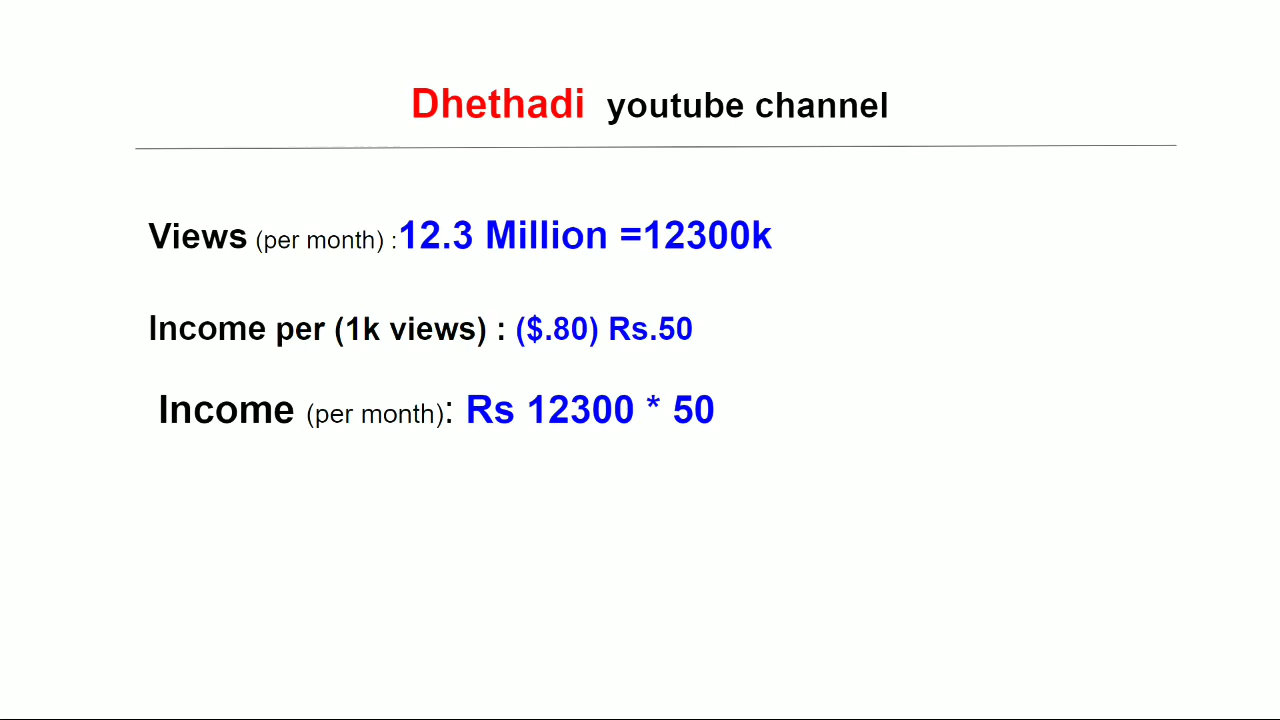 Dhethadi youtube channel
Views (per month) :12.3 Million =12300k
Income per (1k views) : ($.80) Rs.50
Income (per month): Rs 12300 * 50